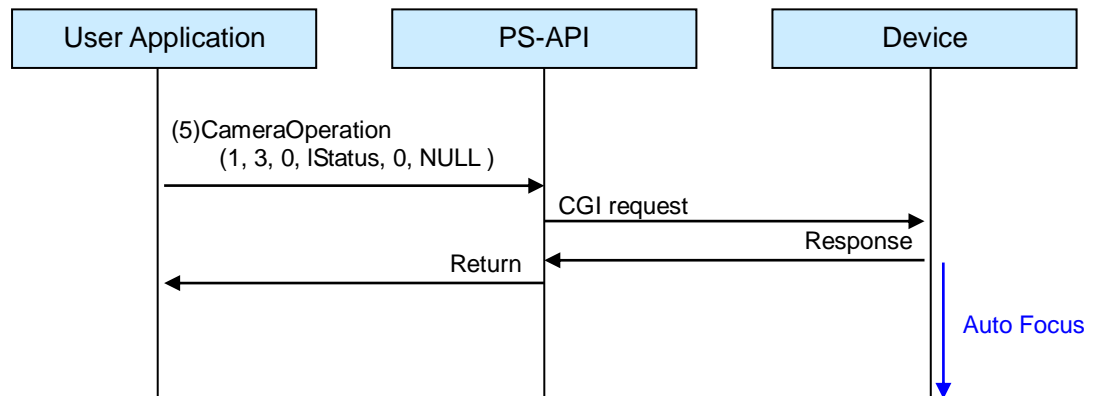 User Application
PS-API
Device
(5)CameraOperation
(1, 3, 0, lStatus, 0, NULL )
CGI request
Response
Return
Auto Focus